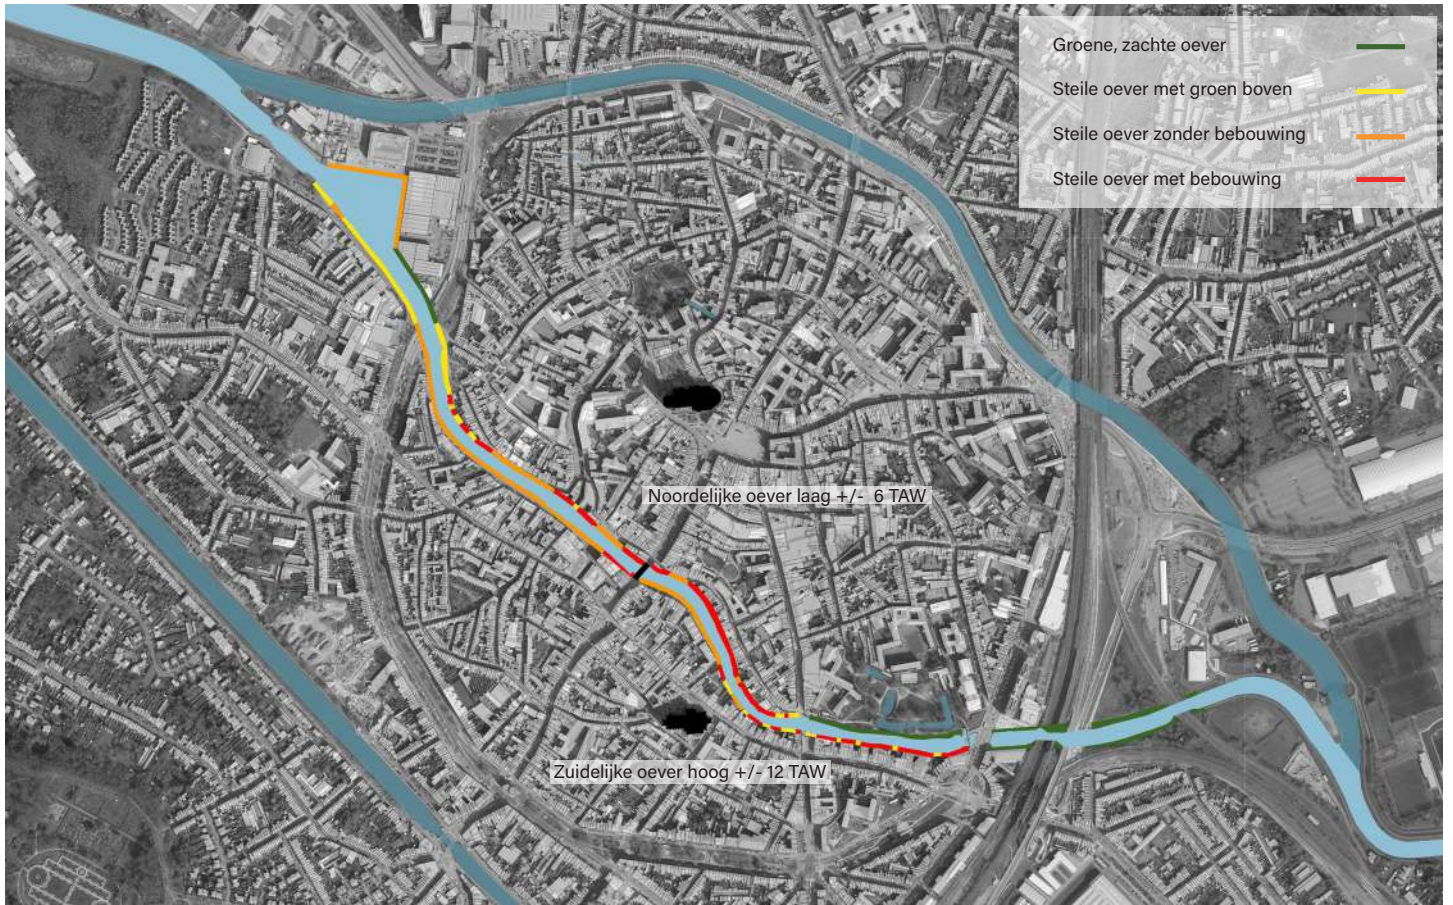 Groene, zachte oever
Steile oever met groen boven
Steile oever zonder bebouwing
Steile oever met bebouwing
Noordelijke oever laag +/- 6 TAW
Zuidelijke oever hoog +/- 12 TAW